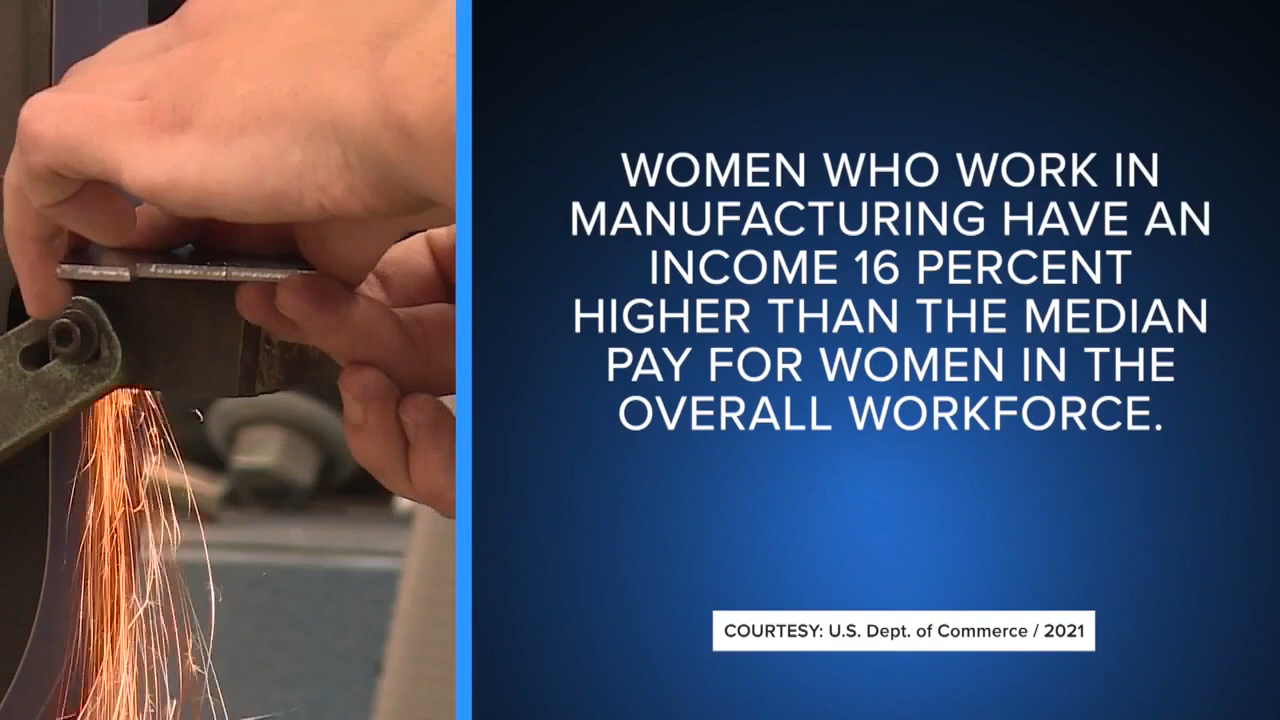 WOMEN WHO WORK IN
MANUFACTURING HAVE AN
INCOME 16 PERCENT
HIGHER THAN THE MEDIAN
PAY FOR WOMEN IN THE
OVERALL WORKFORCE.
COURTESY: U.S. Dept. of Commerce / 2021